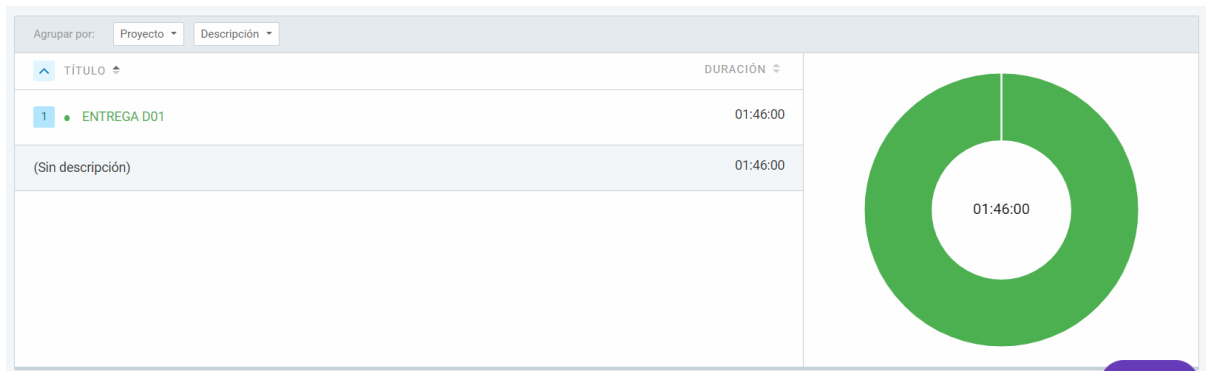 Agrupar por: Proyecto Descripción
TÍTULO DURACIÓN
1 ENTREGA D01 01:46:00
(Sin descripción) 01:46:00
01:46:00